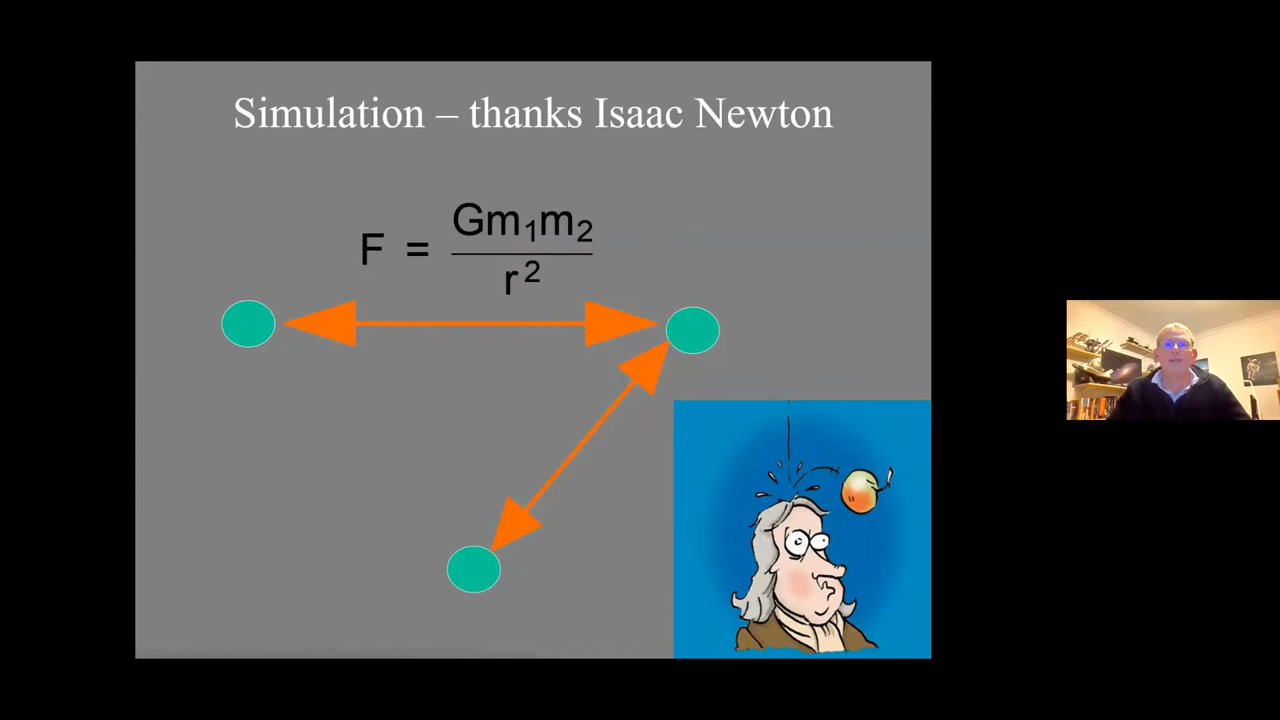 Simulation – thanks Isaac Newton
F = Gm₁m₂
r²